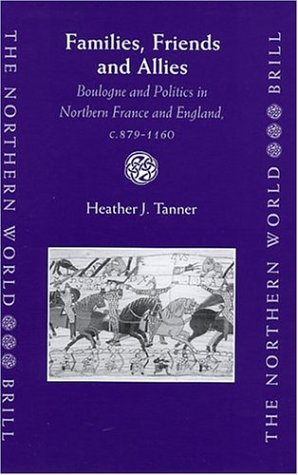 Families, Friends
and Allies
Boulogne and Politics in
Northern France and England,
c.879-1160
Heather J. Tanner
THE NORTHERN WORLD
BRILL
THE NORTHERN WORLD
BRILL